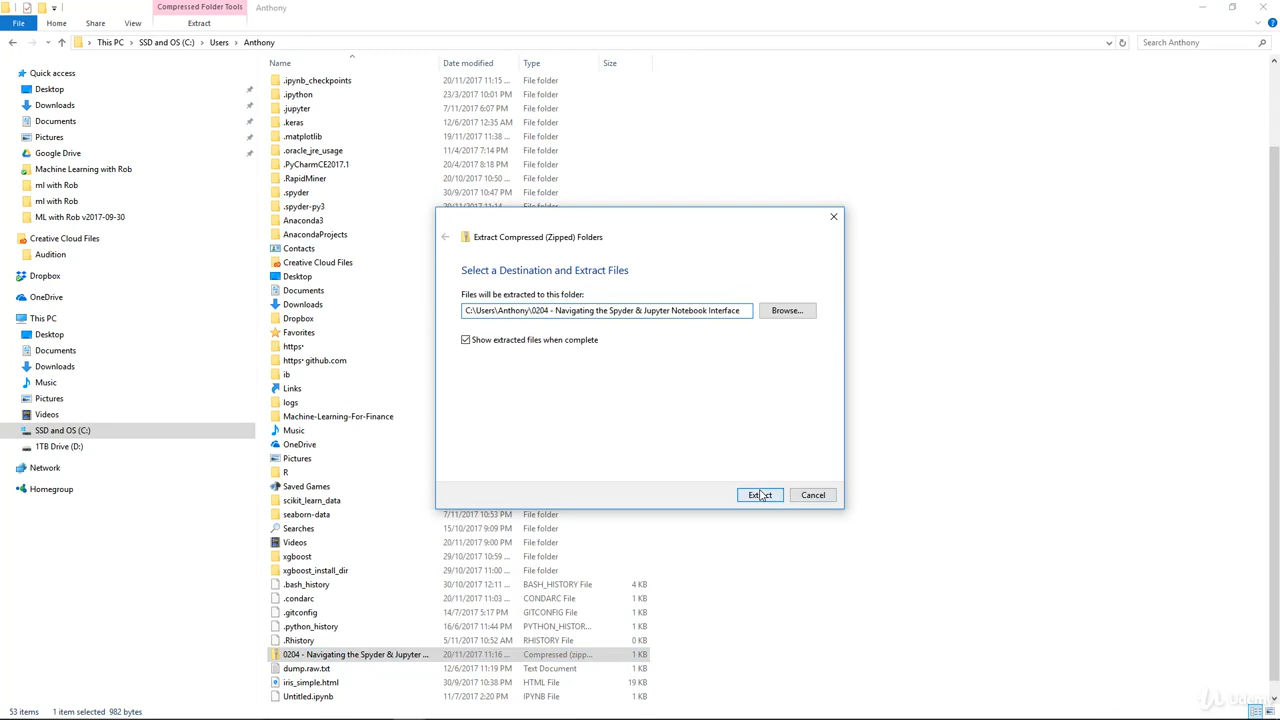 Compressed Folder Tools
Anthony
File
Home
Share
View
Extract
This PC
SSD and OS (C:)
Users
Anthony
Search Anthony
Name
Date modified
Type
Size
Quick access
Desktop
Downloads
Documents
Pictures
Google Drive
Machine Learning with Rob
ml with Rob
ml with Rob
ML with Rob v2017-09-30
Creative Cloud Files
Audition
Dropbox
OneDrive
This PC
Desktop
Documents
Downloads
Music
Pictures
Videos
SSD and OS (C:)
1TB Drive (D:)
Network
Homegroup
.ipynb_checkpoints 20/11/2017 11:15 ... File folder
.ipython 23/3/2017 10:01 PM File folder
.jupyter 7/11/2017 6:07 PM File folder
.keras 12/6/2017 12:35 AM File folder
.matplotlib 19/11/2017 11:38 ... File folder
.oracle_jre_usage 11/4/2017 7:14 PM File folder
.PyCharmCE2017.1 20/4/2017 8:18 PM File folder
.RapidMiner 20/10/2017 10:50 ... File folder
.spyder 30/9/2017 10:47 PM File folder
.spyder-py3
Anaconda3
AnacondaProjects
Contacts
Creative Cloud Files
Desktop
Documents
Downloads
Dropbox
Favorites
https
https github.com
ib
Links
logs
Machine-Learning-For-Finance
Music
OneDrive
Pictures
R
Saved Games
scikit_learn_data
seaborn-data 7/11/2017 10:53 PM File folder
Searches 15/10/2017 9:09 PM File folder
Videos 20/11/2017 9:00 PM File folder
xgboost 29/10/2017 10:59 ... File folder
xgboost_install_dir 29/10/2017 11:00 ... File folder
.bash_history 30/10/2017 12:11 ... BASH_HISTORY File 4 KB
.condarc 20/11/2017 11:03 ... CONDARC File 1 KB
.gitconfig 14/7/2017 5:17 PM GITCONFIG File 1 KB
.python_history 16/6/2017 11:44 PM PYTHON_HISTOR... 1 KB
.Rhistory 5/11/2017 10:52 AM RHISTORY File 0 KB
0204 - Navigating the Spyder & Jupyter ... 20/11/2017 11:16 ... Compressed (zipp... 1 KB
dump.raw.txt 12/6/2017 11:19 PM Text Document 1 KB
iris_simple.html 30/9/2017 10:38 PM HTML File 19 KB
Untitled.ipynb 11/7/2017 2:20 PM IPYNB File 1 KB
Extract Compressed (Zipped) Folders
Select a Destination and Extract Files
Files will be extracted to this folder:
C:\Users\Anthony\0204 - Navigating the Spyder & Jupyter Notebook Interface
Browse...
Show extracted files when complete
Extract
Cancel
53 items
1 item selected 982 bytes
Udemy